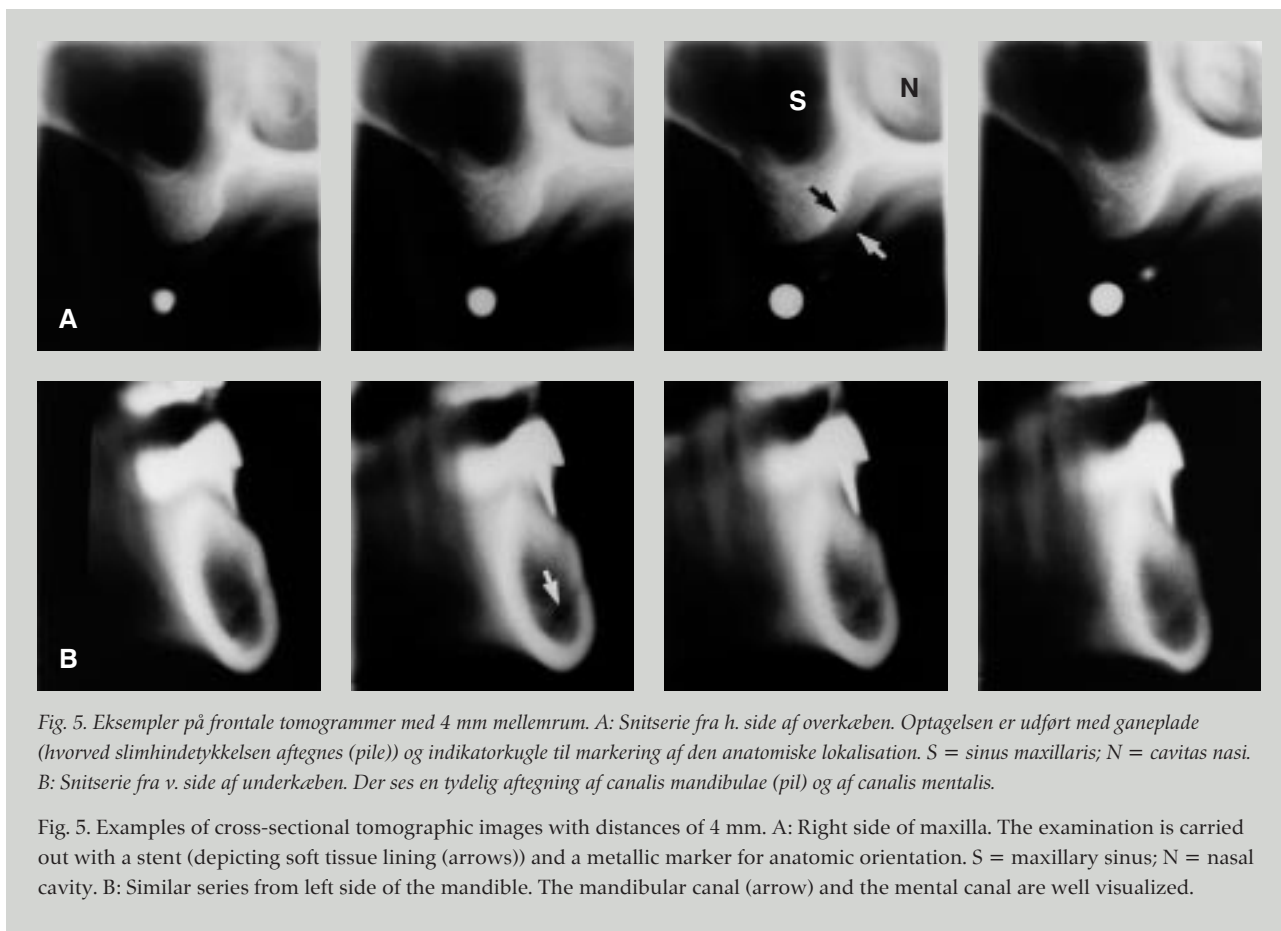 S N
A
B
Fig. 5. Eksempler på frontale tomogrammer med 4 mm mellemrum. A: Snitserie fra h. side af overkæben. Optagelsen er udført med ganeplade
(hvorved slimhindetykkelsen aftegnes (pile)) og indikatorkugle til markering af den anatomiske lokalisation. S = sinus maxillaris; N = cavitas nasi.
B: Snitserie fra v. side af underkæben. Der ses en tydelig aftegning af canalis mandibulae (pil) og af canalis mentalis.
Fig. 5. Examples of cross-sectional tomographic images with distances of 4 mm. A: Right side of maxilla. The examination is carried
out with a stent (depicting soft tissue lining (arrows)) and a metallic marker for anatomic orientation. S = maxillary sinus; N = nasal
cavity. B: Similar series from left side of the mandible. The mandibular canal (arrow) and the mental canal are well visualized.